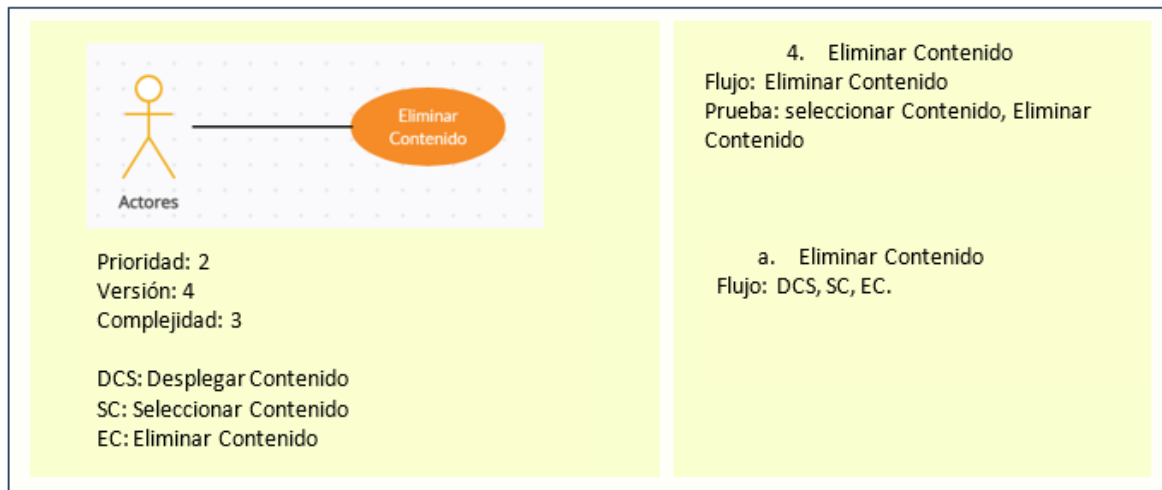 Eliminar
Contenido
Actores
Prioridad: 2
Versión: 4
Complejidad: 3
DCS: Desplegar Contenido
SC: Seleccionar Contenido
EC: Eliminar Contenido
4. Eliminar Contenido
Flujo: Eliminar Contenido
Prueba: seleccionar Contenido, Eliminar
Contenido
a. Eliminar Contenido
Flujo: DCS, SC, EC.